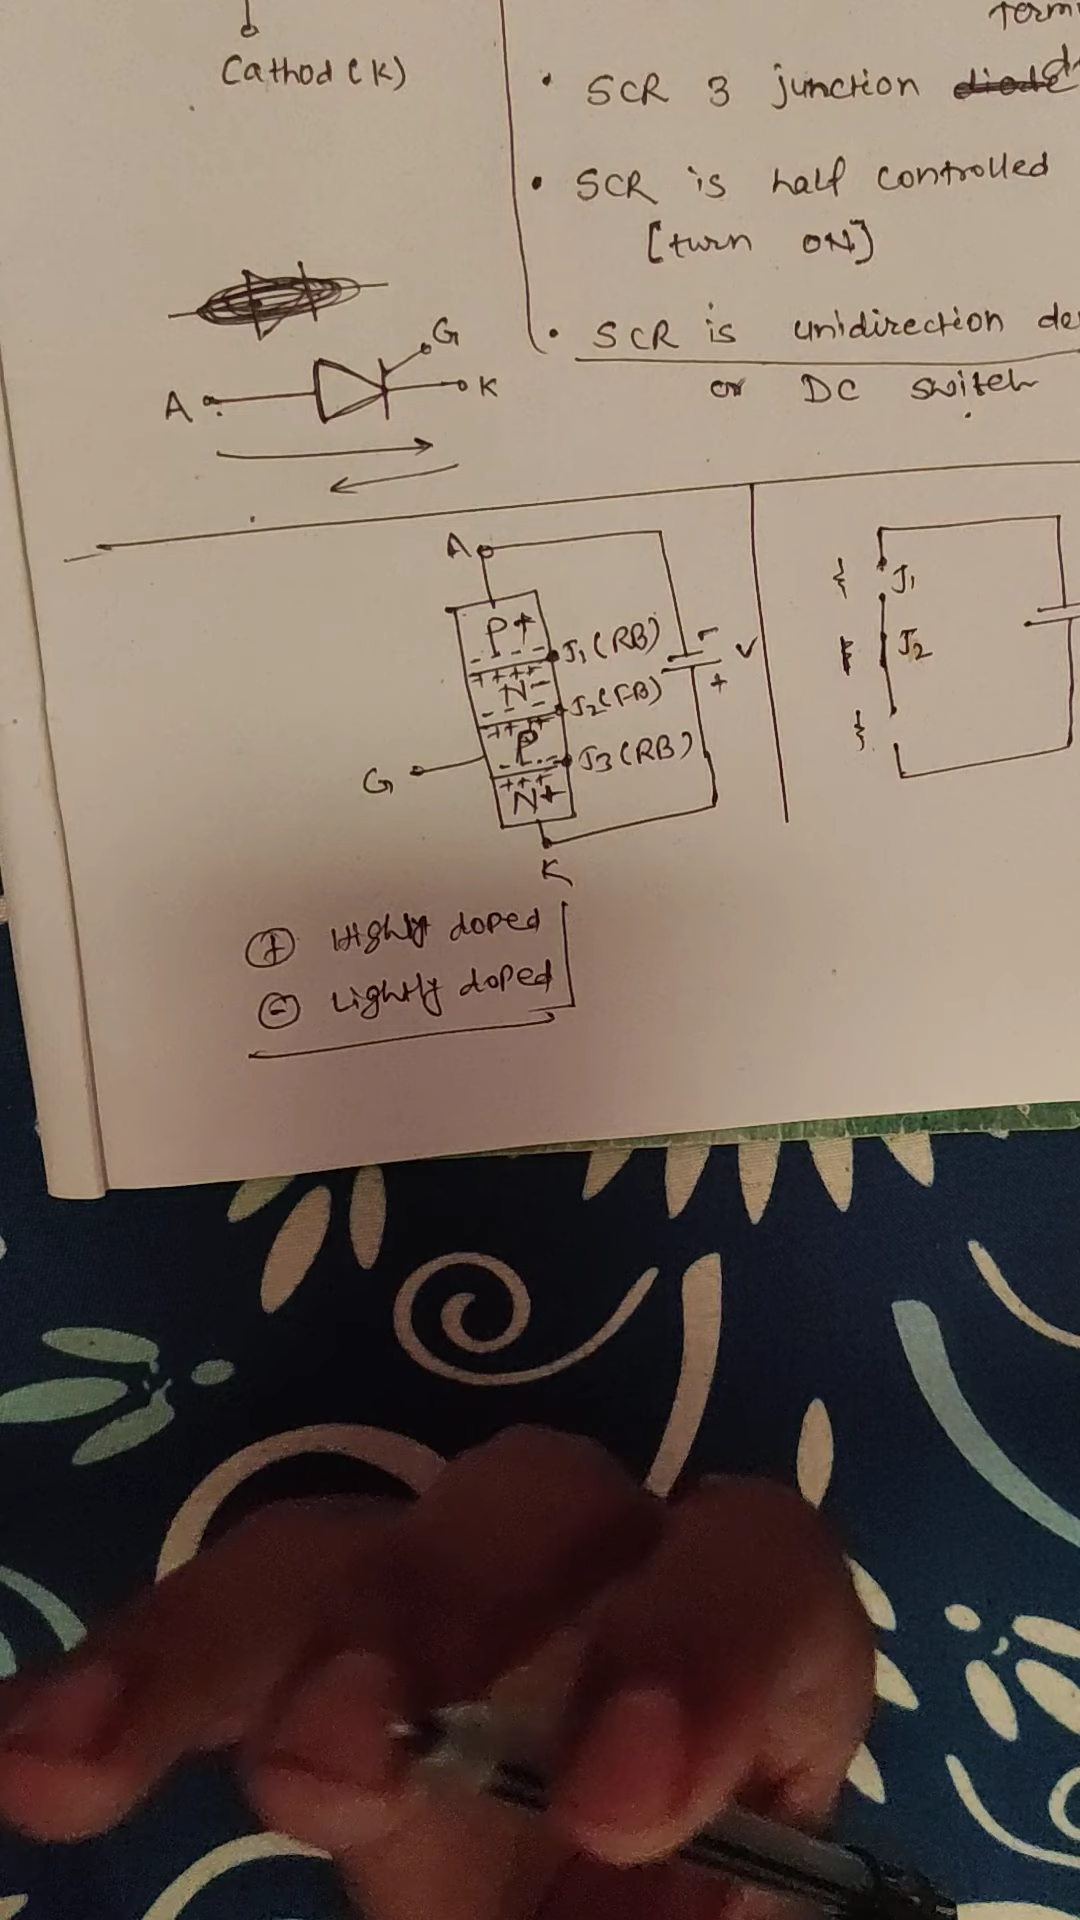 Cathod (K)
Term
• SCR 3 junction
• SCR is half controlled
[turn ON]
• SCR is unidirection de
or DC switch
G
A K
A
P+
J1 (RB)
N-
J2 (FB)
P
J3 (RB)
N+
G
K
- V
+
J1
J2
+ Highly doped
- Lightly doped